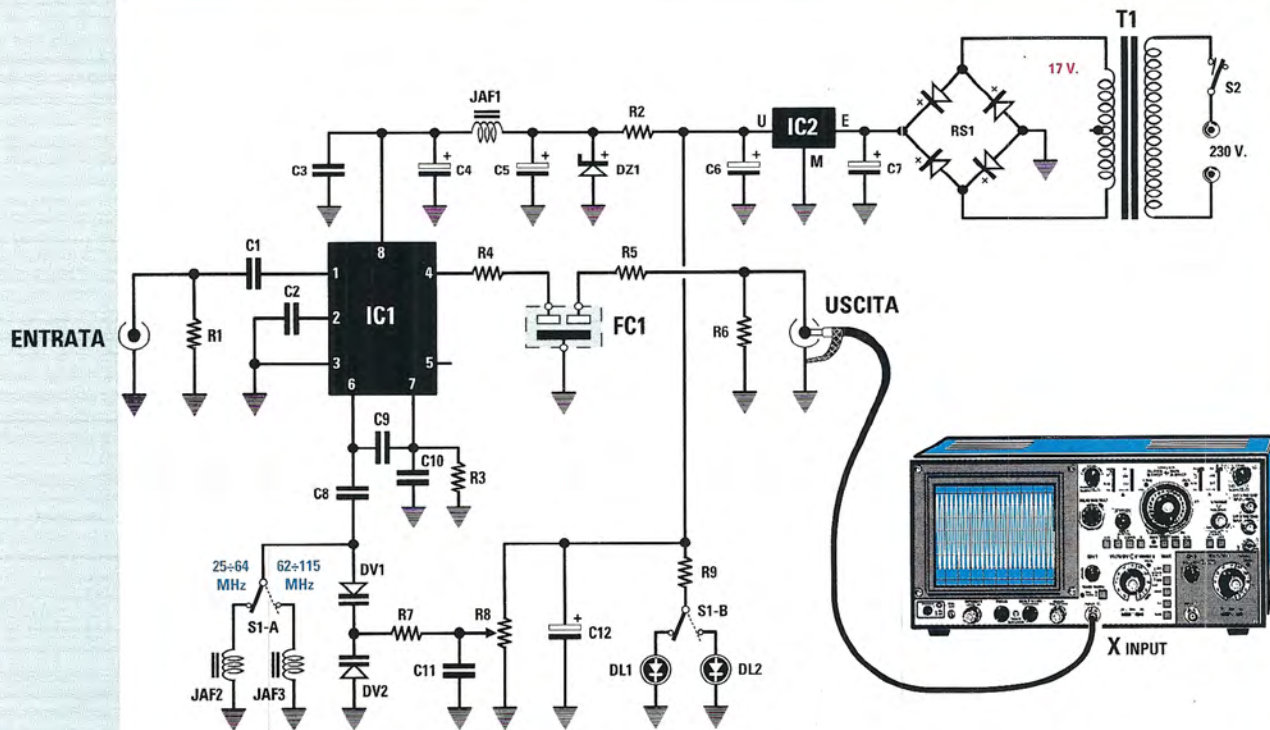 T1
17 V.
S2
JAF1
R2
U
IC2
E
RS1
230 V.
C3
C4
+
C5
+
DZ1
C6
+
M
C7
+
C1
8
R4
R5
1
4
C2
2
IC1
FC1
USCITA
ENTRATA
R1
R6
3
5
6
7
C9
C10
R3
C8
25÷64
MHz
62÷115
MHz
DV1
R9
S1-A
R7
R8
S1-B
C12
+
C11
DL1
DL2
JAF2
JAF3
DV2
X INPUT